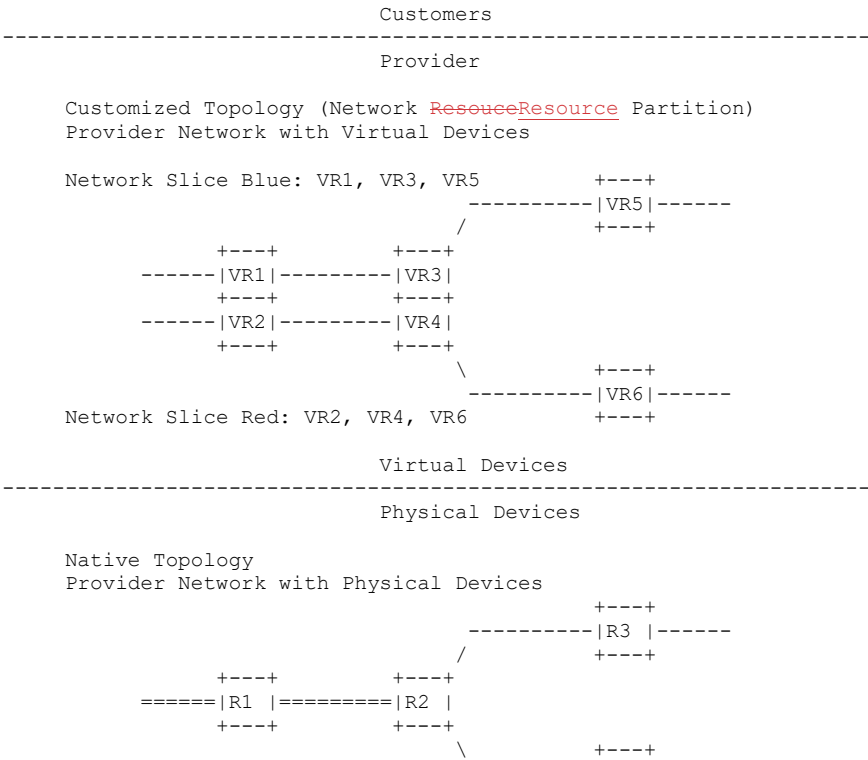 Customers
---------------------------------------------------------------------
                              Provider

     Customized Topology (Network ResouceResource Partition)
     Provider Network with Virtual Devices

     Network Slice Blue: VR1, VR3, VR5         +---+
                                     ----------|VR5|------
                                    /          +---+
                 +---+         +---+
           ------|VR1|---------|VR3|
                 +---+         +---+
           ------|VR2|---------|VR4|
                 +---+         +---+
                                    \          +---+
                                     ----------|VR6|------
     Network Slice Red: VR2, VR4, VR6          +---+

                              Virtual Devices
---------------------------------------------------------------------
                              Physical Devices

     Native Topology
     Provider Network with Physical Devices
                                               +---+
                                     ----------|R3 |------
                                    /          +---+
                 +---+         +---+
           ======|R1 |=========|R2 |
                 +---+         +---+
                                    \          +---+